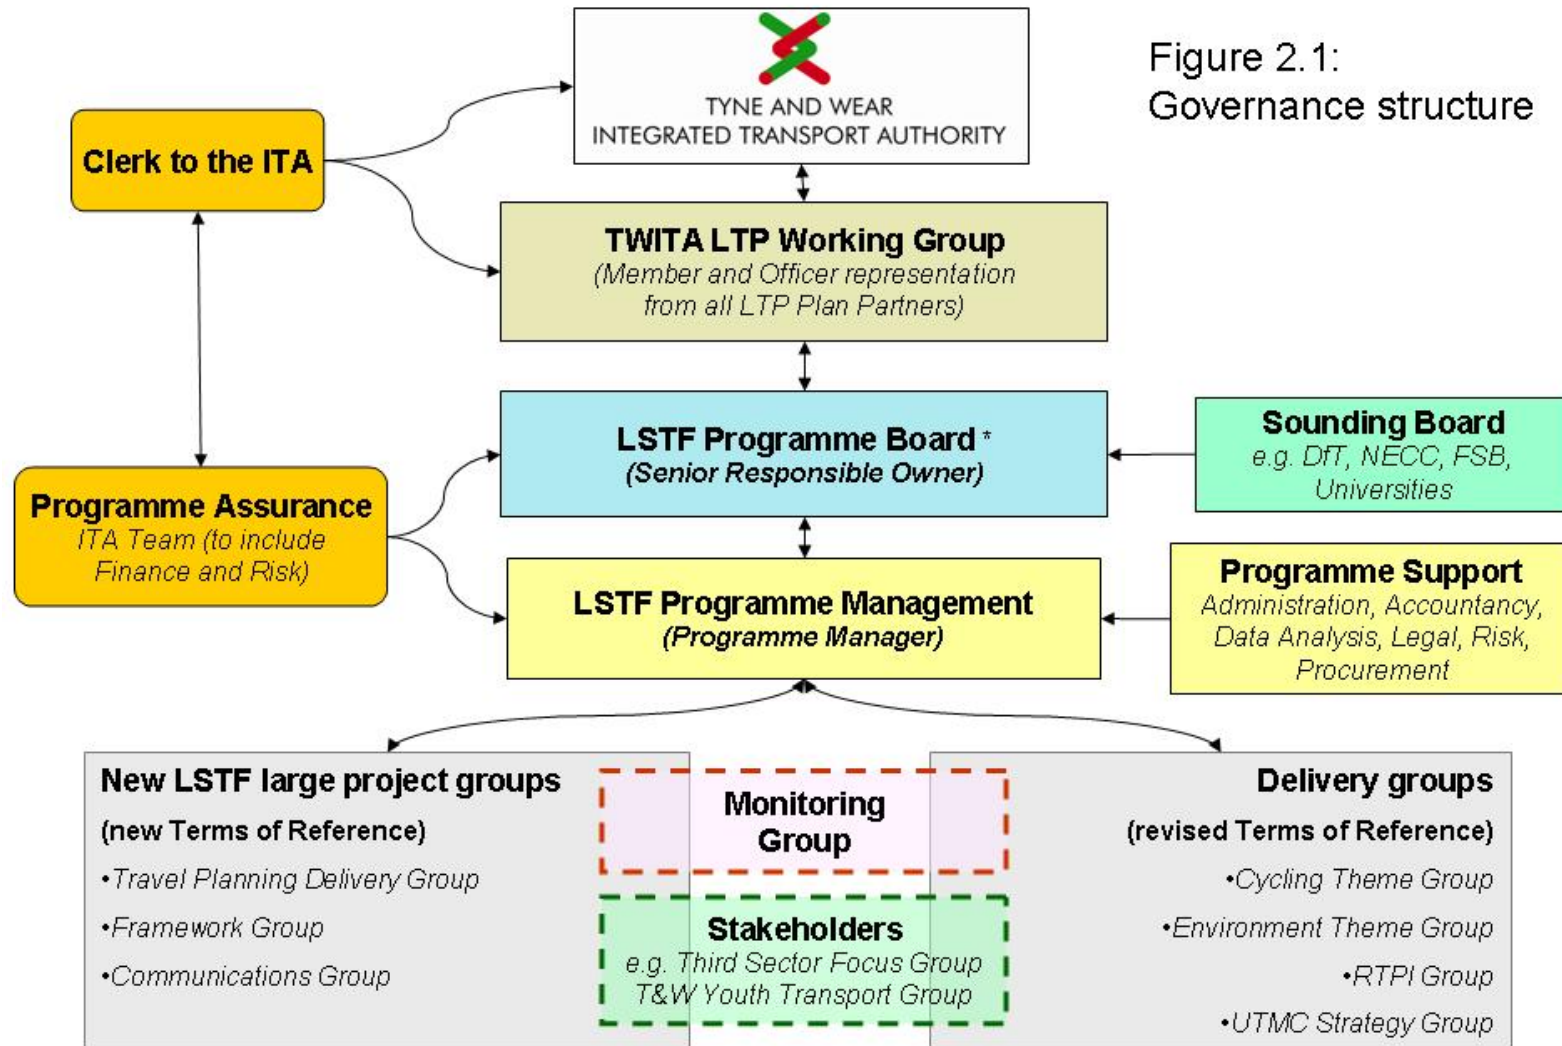 Figure 2.1:
Governance structure
TYNE AND WEAR
INTEGRATED TRANSPORT AUTHORITY
Clerk to the ITA
TWITA LTP Working Group
(Member and Officer representation
from all LTP Plan Partners)
LSTF Programme Board *
(Senior Responsible Owner)
Sounding Board
e.g. DfT, NECC, FSB,
Universities
Programme Assurance
ITA Team (to include
Finance and Risk)
LSTF Programme Management
(Programme Manager)
Programme Support
Administration, Accountancy,
Data Analysis, Legal, Risk,
Procurement
New LSTF large project groups
(new Terms of Reference)
•Travel Planning Delivery Group
•Framework Group
•Communications Group
Monitoring
Group
Stakeholders
e.g. Third Sector Focus Group
T&W Youth Transport Group
Delivery groups
(revised Terms of Reference)
•Cycling Theme Group
•Environment Theme Group
•RTPI Group
•UTMC Strategy Group